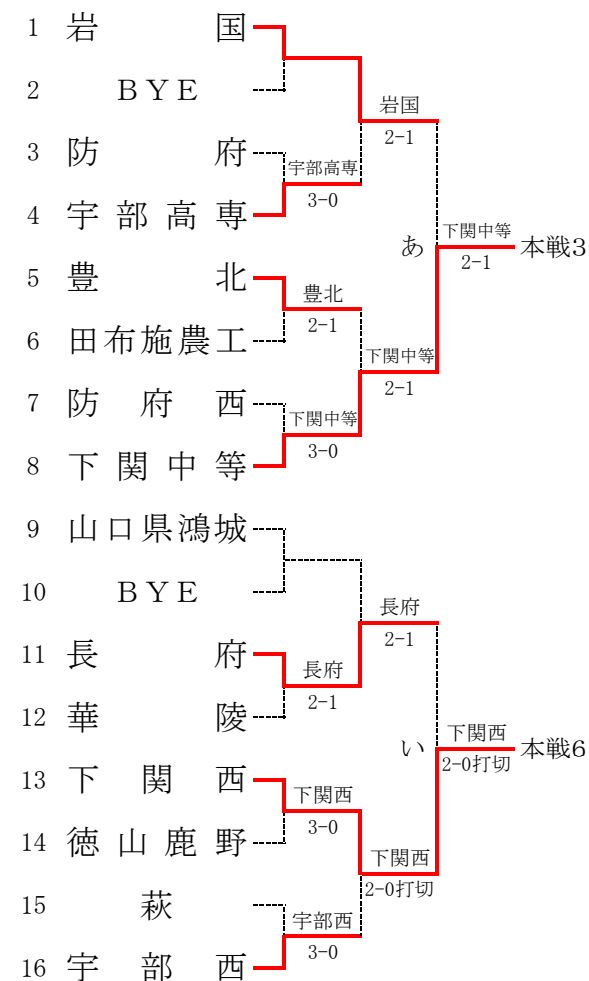 1 岩国
2 BYE
岩国
2-1
3 防府
宇部高専
3-0
4 宇部高専
あ
下関中等
2-1
本戦3
5 豊北
豊北
2-1
6 田布施農工
下関中等
2-1
7 防府西
下関中等
3-0
8 下関中等
9 山口県鴻城
10 BYE
長府
2-1
11 長府
長府
2-1
12 華陵
い
下関西
2-0打切
本戦6
13 下関西
下関西
3-0
14 徳山鹿野
下関西
2-0打切
15 萩
宇部西
3-0
16 宇部西